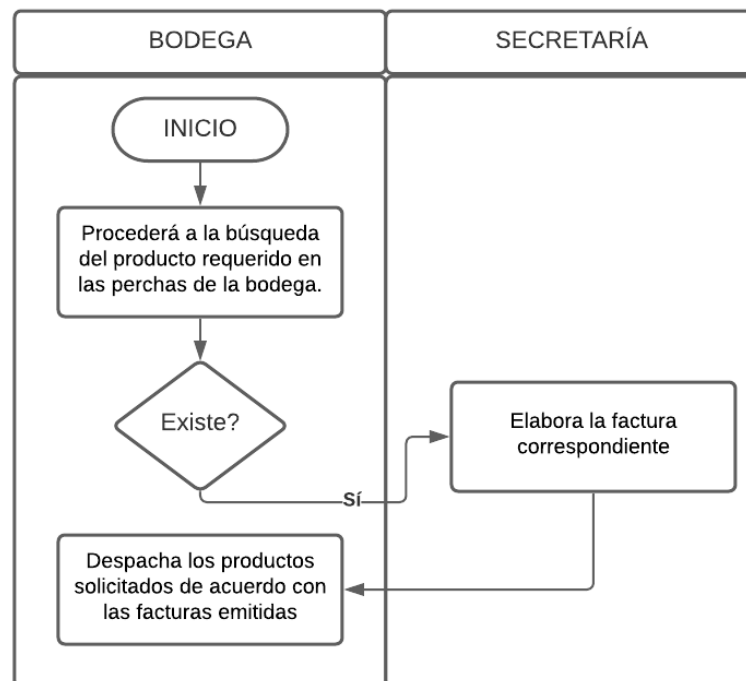 BODEGA
SECRETARÍA
INICIO
Procederá a la búsqueda
del producto requerido en
las perchas de la bodega.
Existe?
Elabora la factura
correspondiente
Sí
Despacha los productos
solicitados de acuerdo con
las facturas emitidas